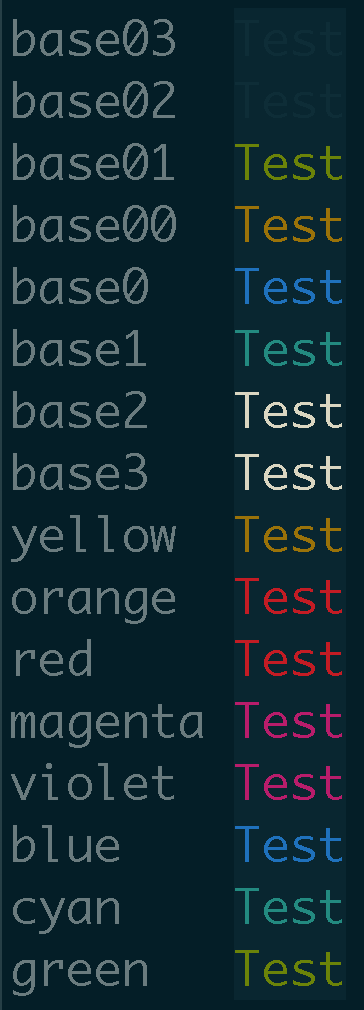 base03 Test
base02 Test
base01 Test
base00 Test
base0 Test
base1 Test
base2 Test
base3 Test
yellow Test
orange Test
red Test
magenta Test
violet Test
blue Test
cyan Test
green Test